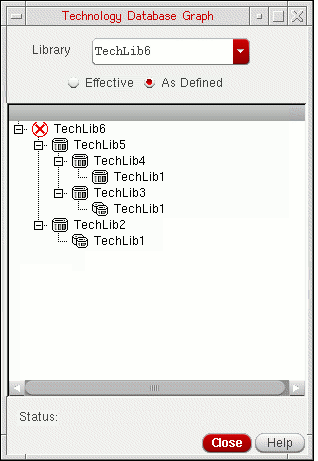 Technology Database Graph
Library TechLib6
Effective As Defined
TechLib6
TechLib5
TechLib4
TechLib1
TechLib3
TechLib1
TechLib2
TechLib1
Status:
Close Help